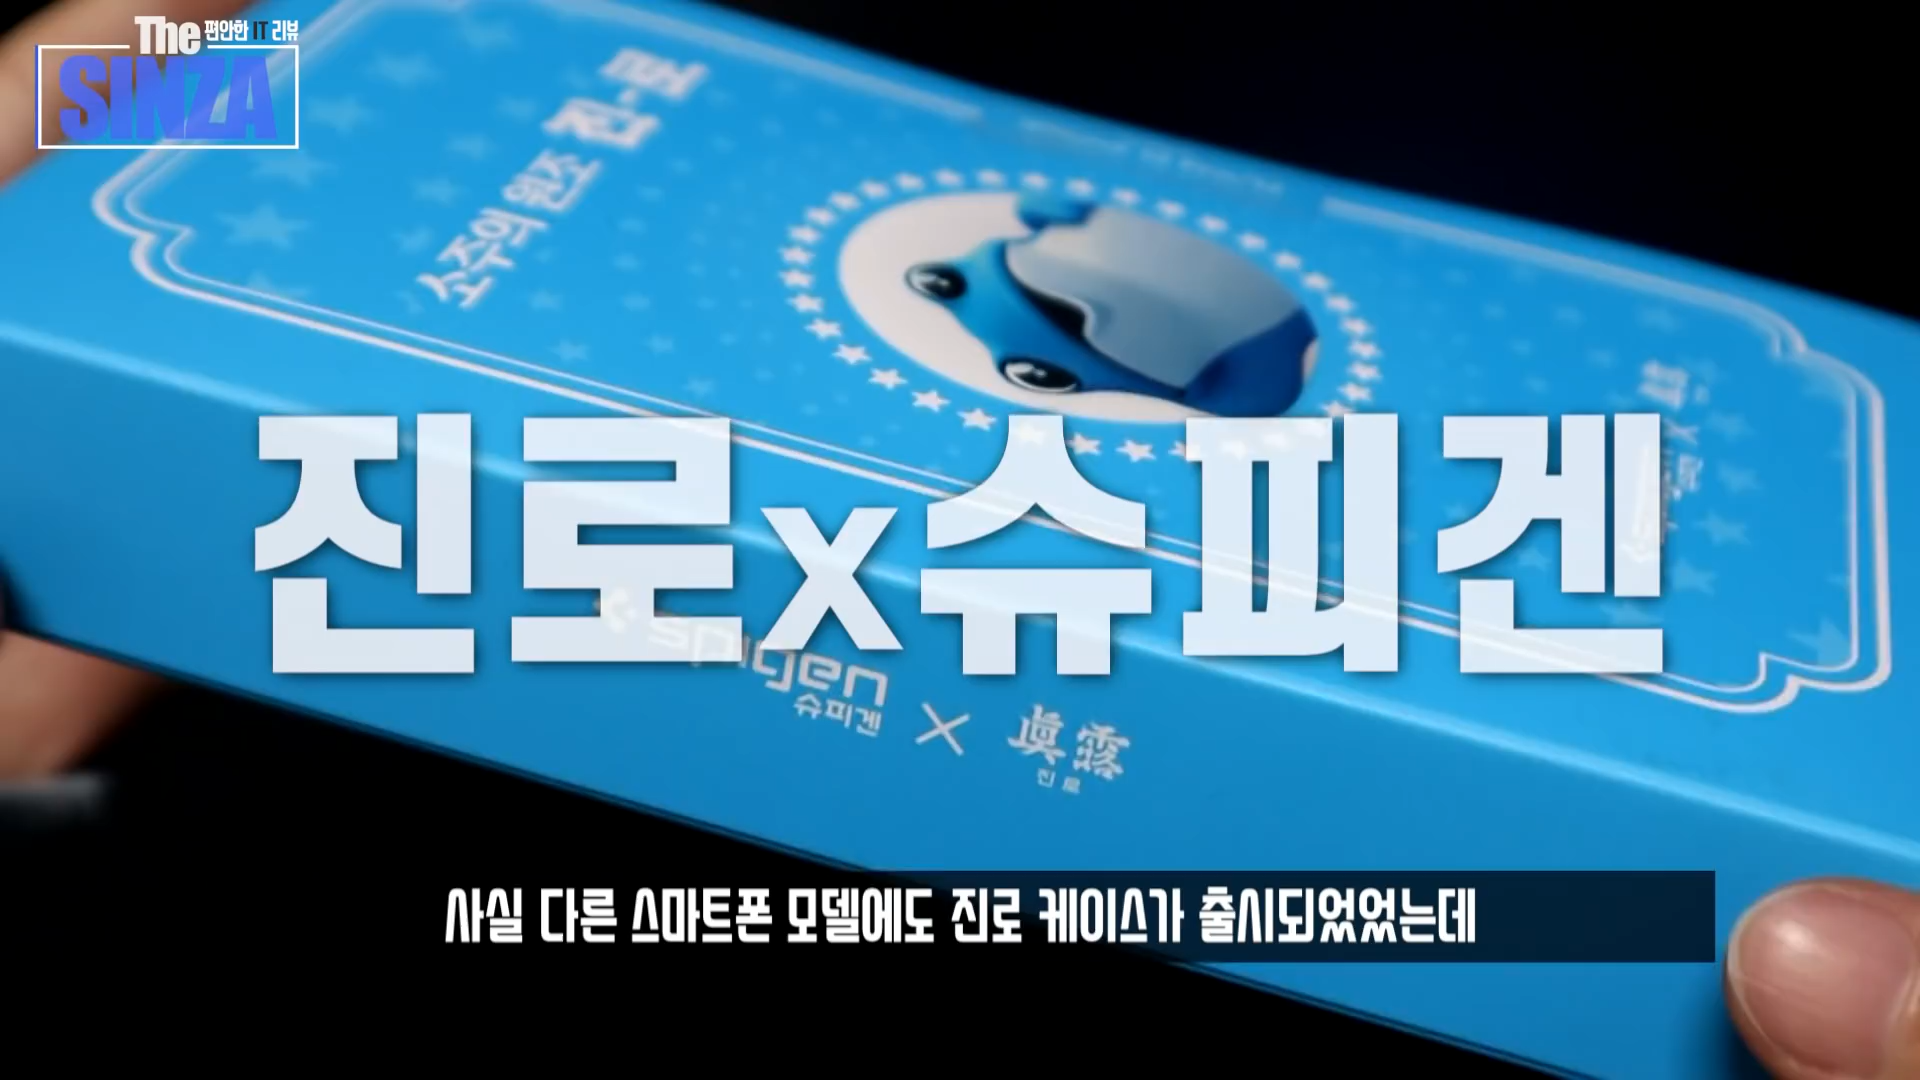 The 편안한 IT 리뷰
SINZA
소주의 원조 진-로
진로x슈피겐
spigen
슈피겐
眞露
진로
사실 다른 스마트폰 모델에도 진로 케이스가 출시되었었는데